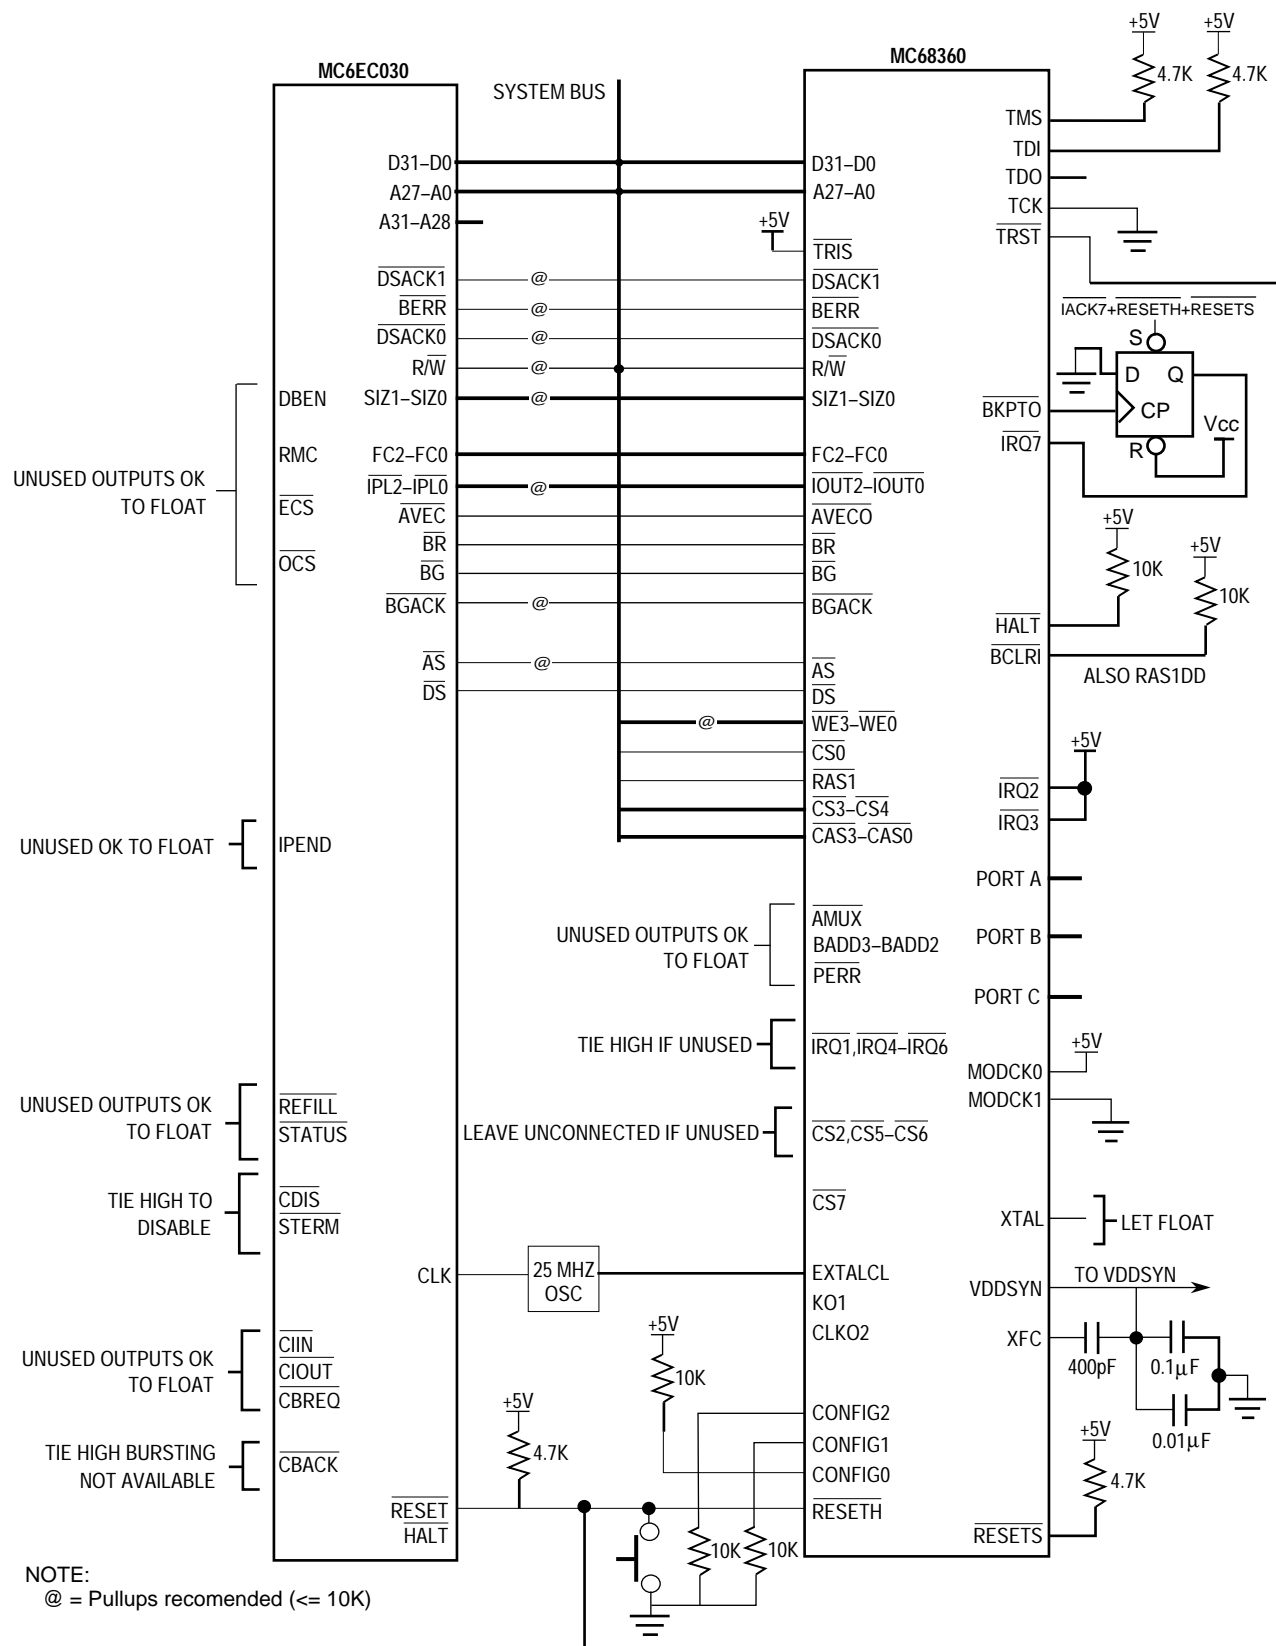 +5V
+5V
MC68360
MC6EC030
4.7K
4.7K
SYSTEM BUS
TMS
TDI
TDO
TCK
TRST
D31–D0
A27–A0
A31–A28
D31–D0
A27–A0
+5V
TRIS
DSACK1
@
DSACK1
BERR
@
BERR
DSACK0
@
DSACK0
R/W
@
R/W
SIZ1–SIZ0
@
SIZ1–SIZ0
FC2–FC0
FC2–FC0
IPL2–IPL0
@
IOUT2–IOUT0
AVEC
AVECO
BR
BR
BG
BG
BGACK
@
BGACK
AS
@
AS
DS
DS
@
WE3–WE0
CS0
RAS1
CS3–CS4
CAS3–CAS0
IACK7+RESETH+RESETS
S
D
Q
CP
R
Vcc
BKPTO
IRQ7
+5V
10K
+5V
10K
HALT
BCLRI
ALSO RAS1DD
+5V
IRQ2
IRQ3
PORT A
PORT B
PORT C
+5V
MODCK0
MODCK1
XTAL
LET FLOAT
VDDSYN
TO VDDSYN
XFC
400pF
0.1µF
0.01µF
+5V
4.7K
RESETS
DBEN
RMC
ECS
OCS
UNUSED OUTPUTS OK
TO FLOAT
UNUSED OK TO FLOAT
IPEND
UNUSED OUTPUTS OK
TO FLOAT
AMUX
BADD3–BADD2
PERR
TIE HIGH IF UNUSED
IRQ1,IRQ4–IRQ6
UNUSED OUTPUTS OK
TO FLOAT
REFILL
STATUS
LEAVE UNCONNECTED IF UNUSED
CS2,CS5–CS6
TIE HIGH TO
DISABLE
CDIS
STERM
CS7
CLK
25 MHZ
OSC
EXTALCL
KO1
CLKO2
UNUSED OUTPUTS OK
TO FLOAT
CIIN
CIOUT
CBREQ
+5V
10K
CONFIG2
CONFIG1
CONFIG0
TIE HIGH BURSTING
NOT AVAILABLE
CBACK
+5V
4.7K
RESET
HALT
RESETH
10K
10K
NOTE:
@ = Pullups recomended (<= 10K)